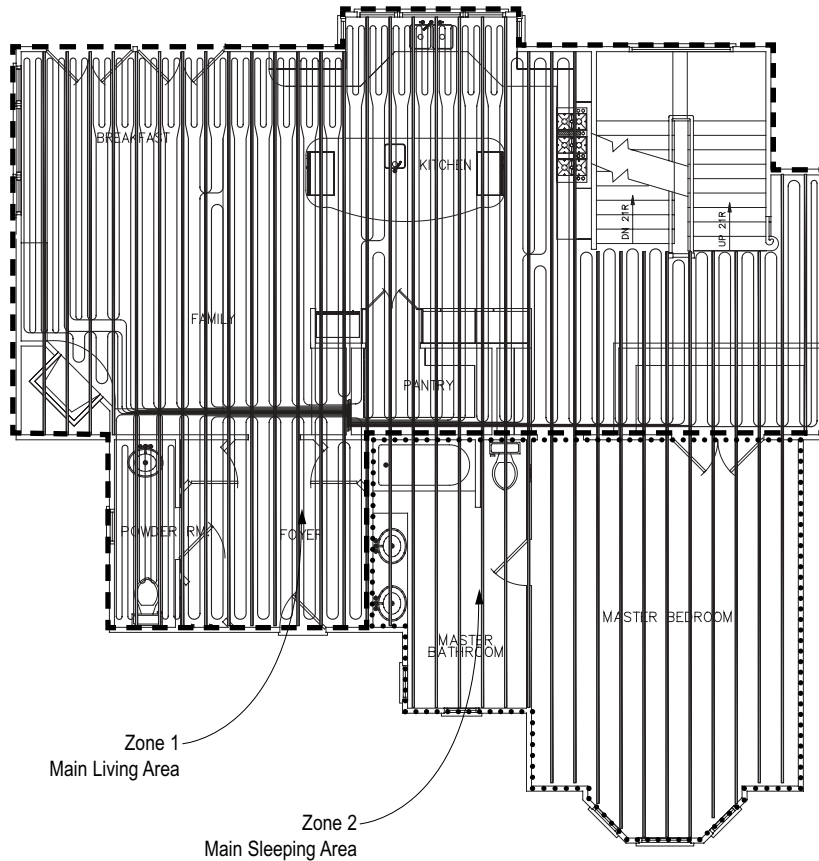 BREAKFAST
KITCHEN
DN 21R
UP 21R
FAMILY
PANTRY
POWDER RM.
FOYER
MASTER
BATHROOM
MASTER BEDROOM
Zone 1
Main Living Area
Zone 2
Main Sleeping Area